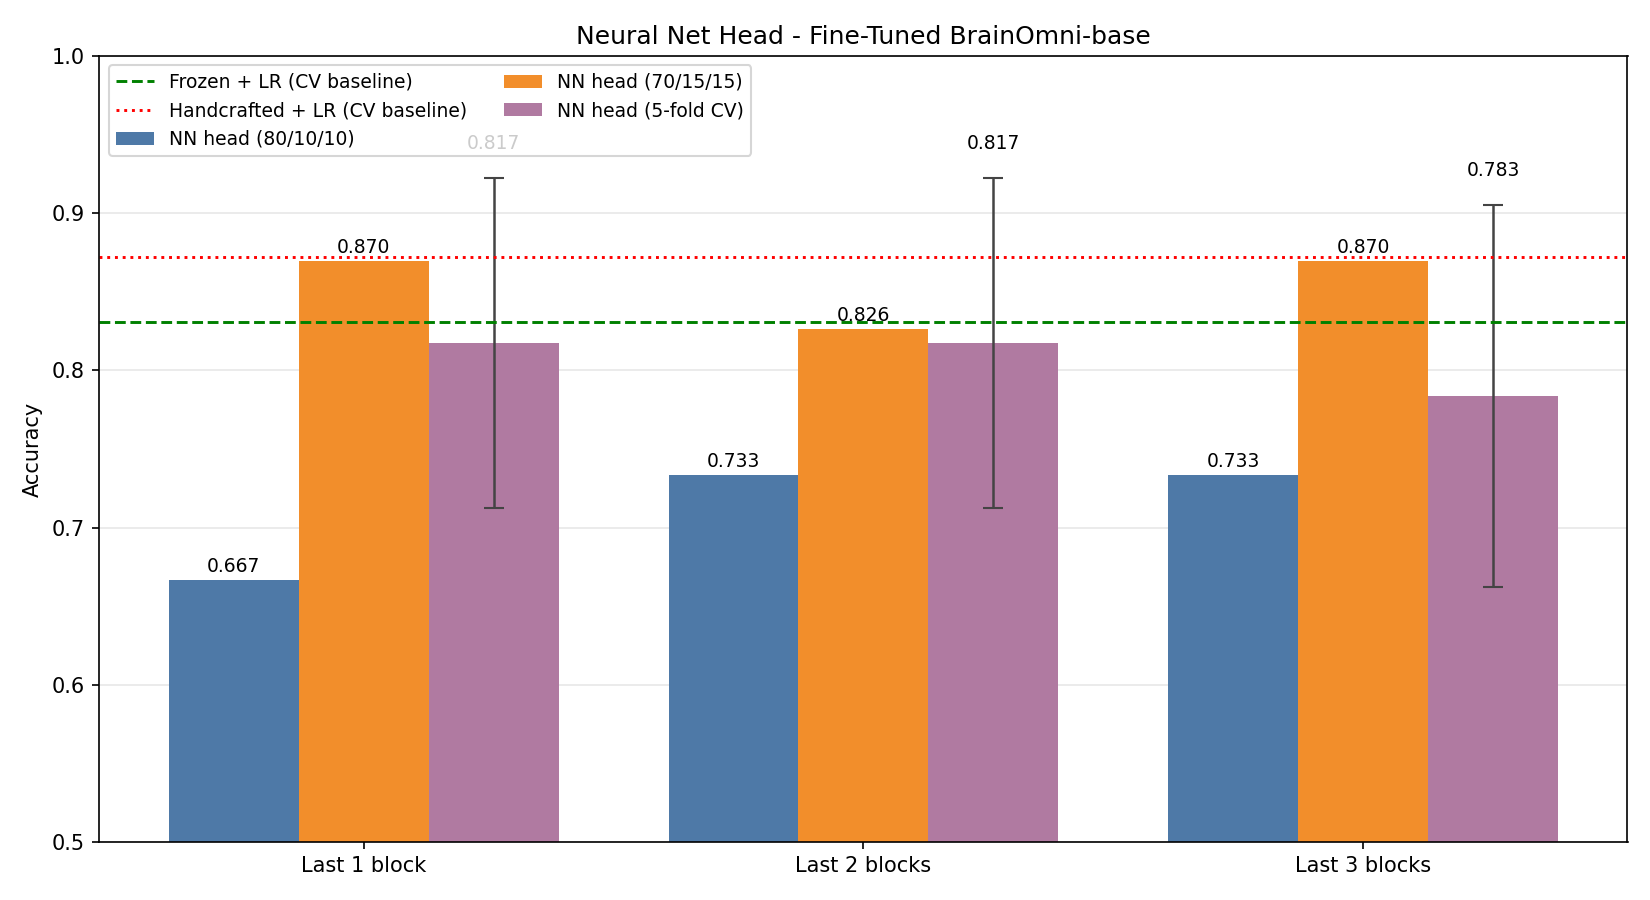 Neural Net Head - Fine-Tuned BrainOmni-base
1.0
0.9
0.8
0.7
0.6
0.5
Accuracy
Frozen + LR (CV baseline)
Handcrafted + LR (CV baseline)
NN head (80/10/10)
NN head (70/15/15)
NN head (5-fold CV)
0.667
0.870
0.817
0.733
0.826
0.817
0.733
0.870
0.783
Last 1 block
Last 2 blocks
Last 3 blocks